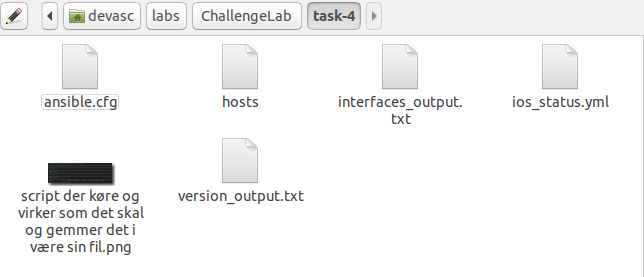 devasc labs ChallengeLab task-4
ansible.cfg hosts interfaces_output.txt ios_status.yml
script der køre og
virker som det skal
og gemmer det i
være sin fil.png
version_output.txt